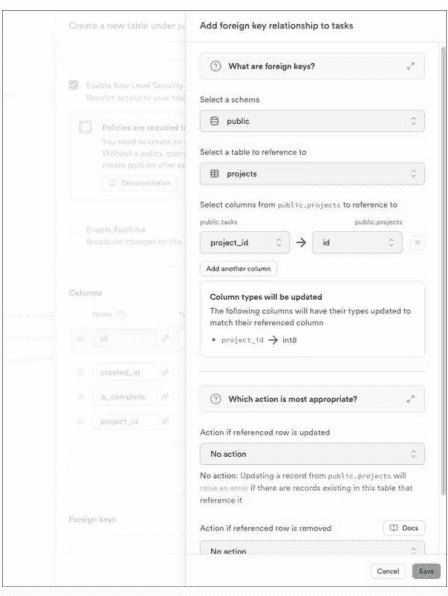 Create a new table under pu
Add foreign key relationship to tasks
What are foreign keys?
Enable Row Level Security
Restrict access to your tabl
Select a schema
public
Policies are required t
You need to create an
Without a policy, query
create policies after
Documentation
Select a table to reference to
projects
Select columns from public.projects to reference to
public.tasks public.projects
project_id → id
Enable Realtime
Broadcast changes on this
Add another column
Column types will be updated
The following columns will have their types updated to
match their referenced column
• project_id → int8
Columns
Name
id
created_at
is_complete
project_id
Which action is most appropriate?
Action if referenced row is updated
No action
No action: Updating a record from public.projects will
raise an error if there are records existing in this table that
reference it
Foreign keys
Action if referenced row is removed
Docs
No action
Cancel
Save